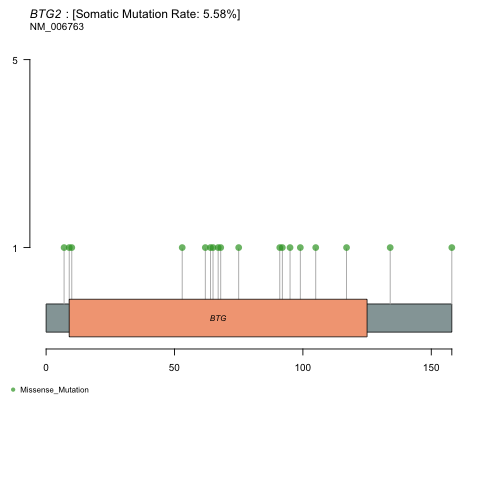 BTG2 : [Somatic Mutation Rate: 5.58%]
NM_006763
5
1
BTG
0 50 100 150
Missense_Mutation